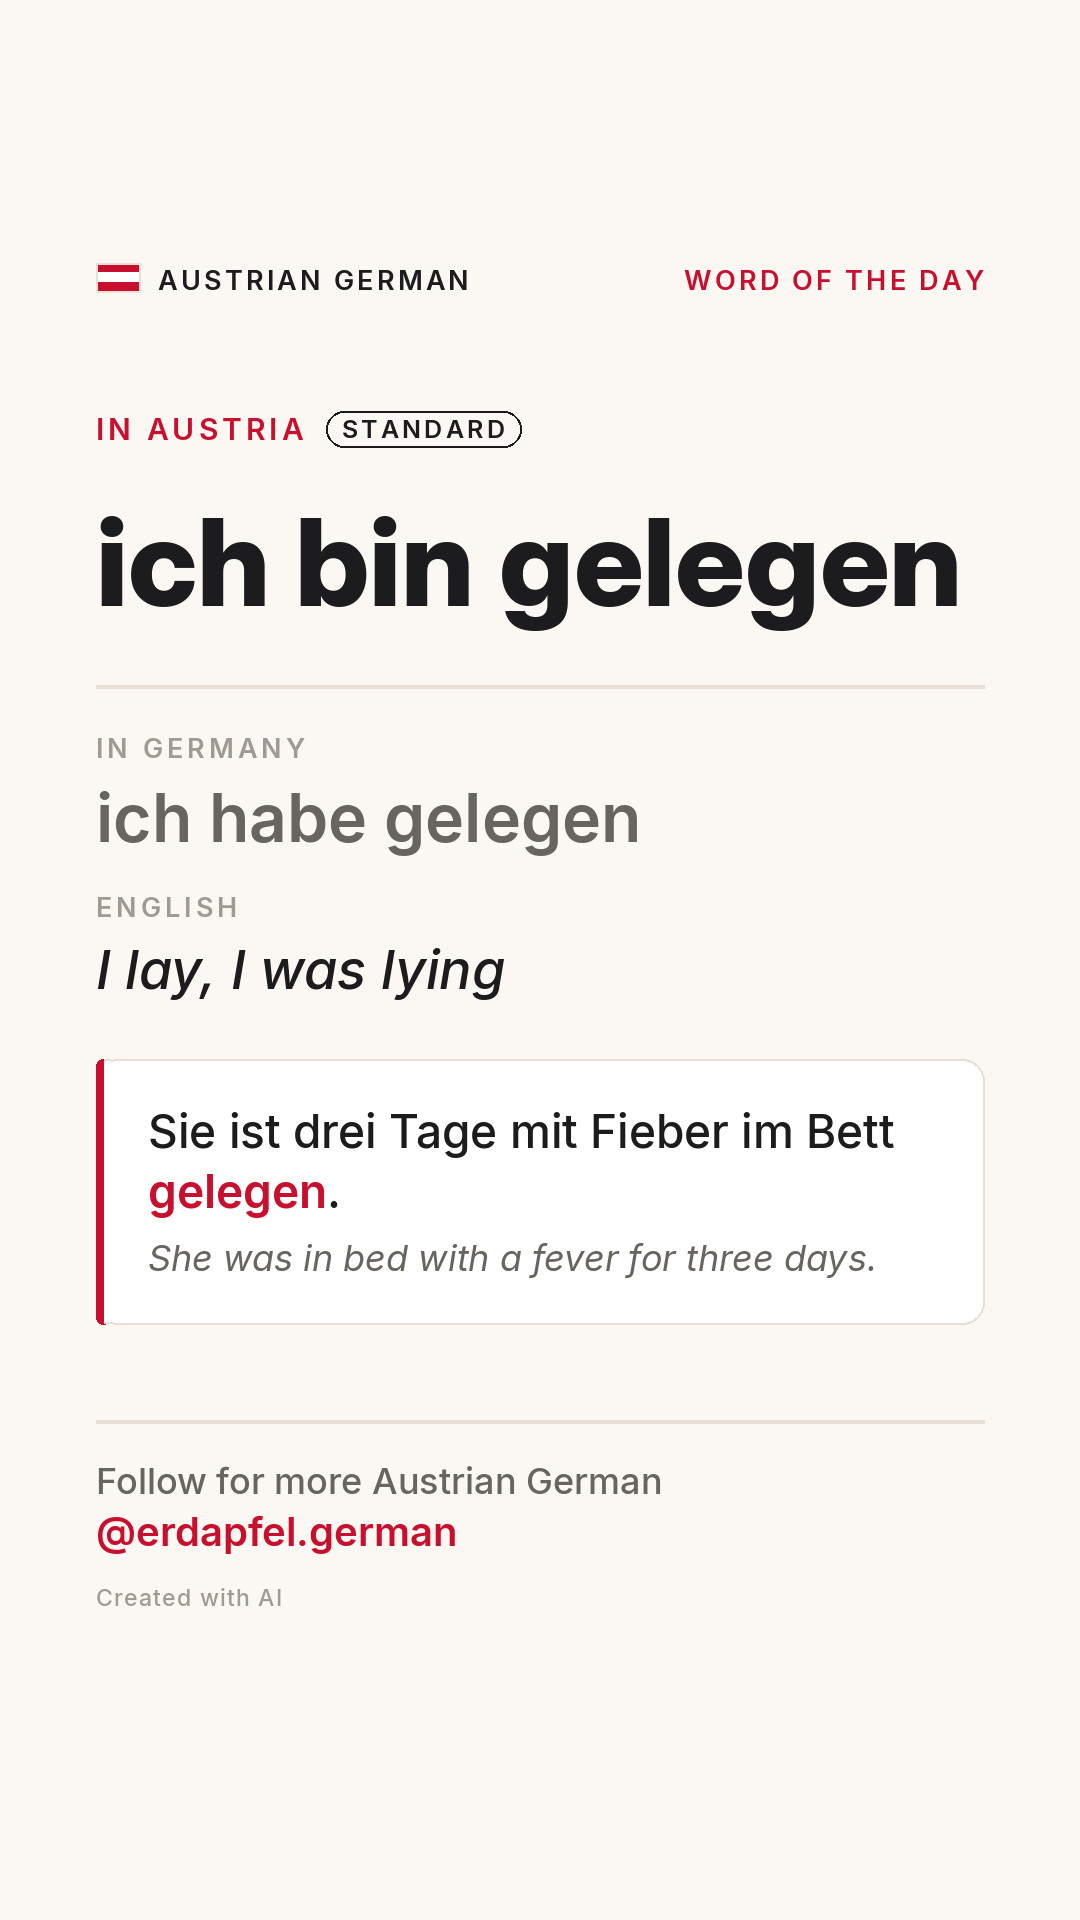 AUSTRIAN GERMAN
WORD OF THE DAY
IN AUSTRIA
STANDARD
ich bin gelegen
IN GERMANY
ich habe gelegen
ENGLISH
I lay, I was lying
Sie ist drei Tage mit Fieber im Bett
gelegen.
She was in bed with a fever for three days.
Follow for more Austrian German
@erdapfel.german
Created with AI